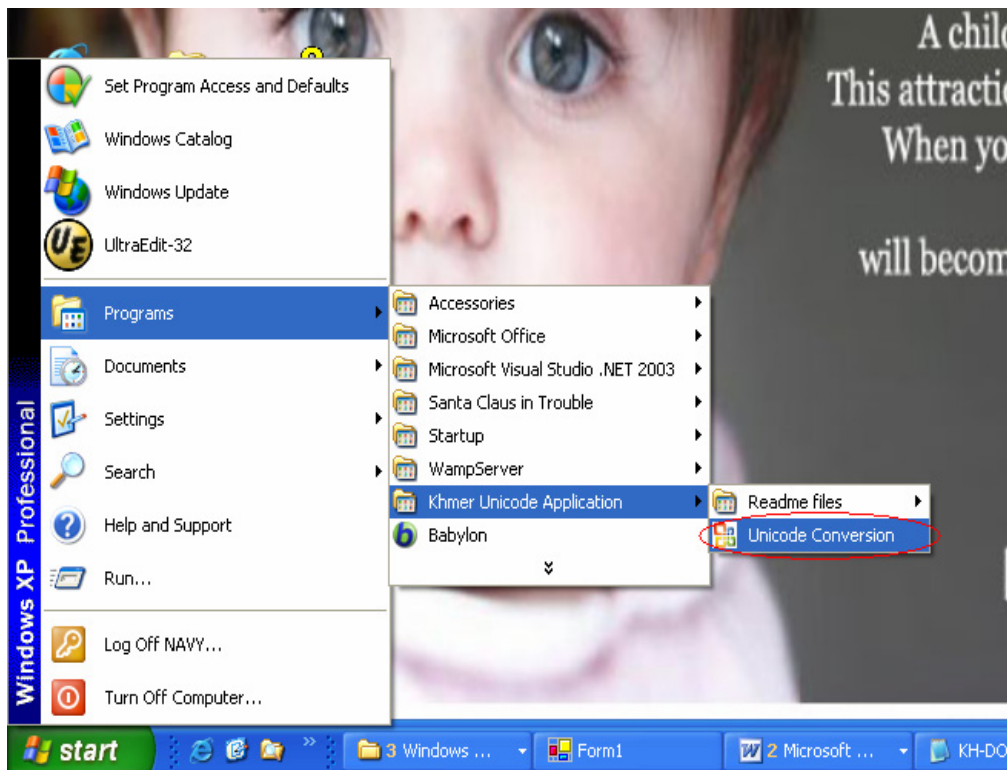 A chil
This attracti
When yo
will becom
Set Program Access and Defaults
Windows Catalog
Windows Update
UltraEdit-32
Programs
Documents
Settings
Search
Help and Support
Run...
Log Off NAVY...
Turn Off Computer...
Windows XP Professional
Accessories
Microsoft Office
Microsoft Visual Studio .NET 2003
Santa Claus in Trouble
Startup
WampServer
Khmer Unicode Application
Babylon
Readme files
Unicode Conversion
start
3 Windows ...
Form1
2 Microsoft ...
KH-DO